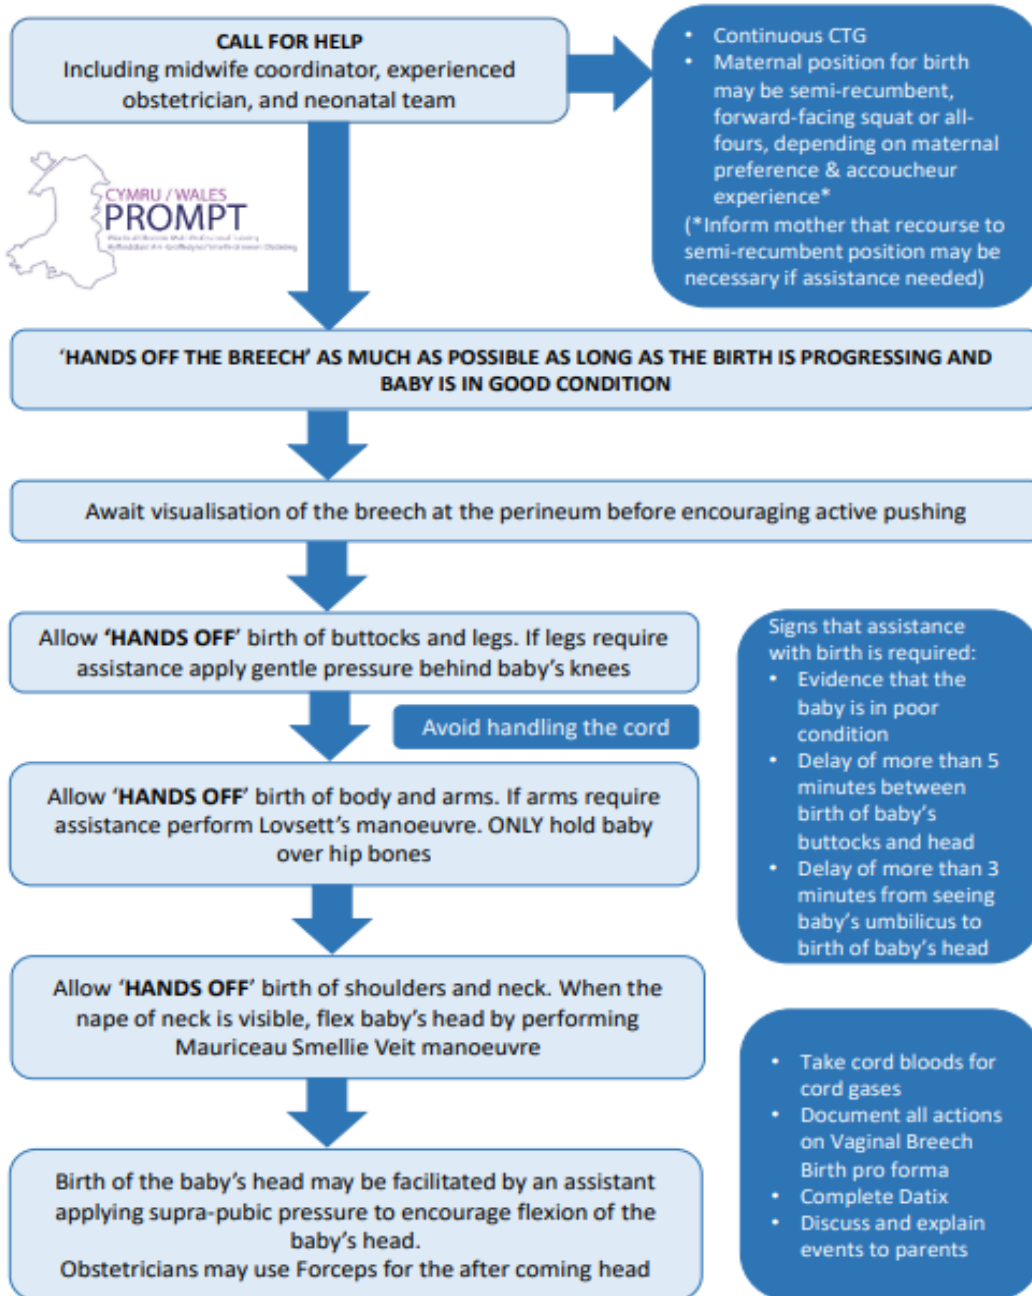 CALL FOR HELP
Including midwife coordinator, experienced
obstetrician, and neonatal team
• Continuous CTG
• Maternal position for birth
may be semi-recumbent,
forward-facing squat or all-
fours, depending on maternal
preference & accoucheur
experience*
(*Inform mother that recourse to
semi-recumbent position may be
necessary if assistance needed)
CYMRU / WALES
PROMPT
‘HANDS OFF THE BREECH’ AS MUCH AS POSSIBLE AS LONG AS THE BIRTH IS PROGRESSING AND
BABY IS IN GOOD CONDITION
Await visualisation of the breech at the perineum before encouraging active pushing
Allow ‘HANDS OFF’ birth of buttocks and legs. If legs require
assistance apply gentle pressure behind baby’s knees
Avoid handling the cord
Allow ‘HANDS OFF’ birth of body and arms. If arms require
assistance perform Lovsett’s manoeuvre. ONLY hold baby
over hip bones
Signs that assistance
with birth is required:
• Evidence that the
baby is in poor
condition
• Delay of more than 5
minutes between
birth of baby’s
buttocks and head
• Delay of more than 3
minutes from seeing
baby’s umbilicus to
birth of baby’s head
Allow ‘HANDS OFF’ birth of shoulders and neck. When the
nape of neck is visible, flex baby’s head by performing
Mauriceau Smellie Veit manoeuvre
Birth of the baby’s head may be facilitated by an assistant
applying supra-pubic pressure to encourage flexion of the
baby’s head.
Obstetricians may use Forceps for the after coming head
• Take cord bloods for
cord gases
• Document all actions
on Vaginal Breech
Birth pro forma
• Complete Datix
• Discuss and explain
events to parents